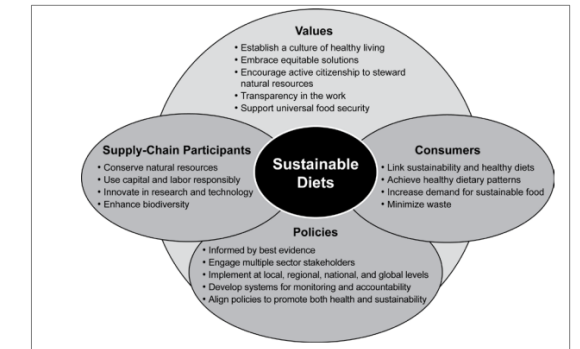 Values
• Establish a culture of healthy living
• Embrace equitable solutions
• Encourage active citizenship to steward
natural resources
• Transparency in the work
• Support universal food security
Supply-Chain Participants
• Conserve natural resources
• Use capital and labor responsibly
• Innovate in research and technology
• Enhance biodiversity
Sustainable
Diets
Consumers
• Link sustainability and healthy diets
• Achieve healthy dietary patterns
• Increase demand for sustainable food
• Minimize waste
Policies
• Informed by best evidence
• Engage multiple sector stakeholders
• Implement at local, regional, national, and global levels
• Develop systems for monitoring and accountability
• Align policies to promote both health and sustainability